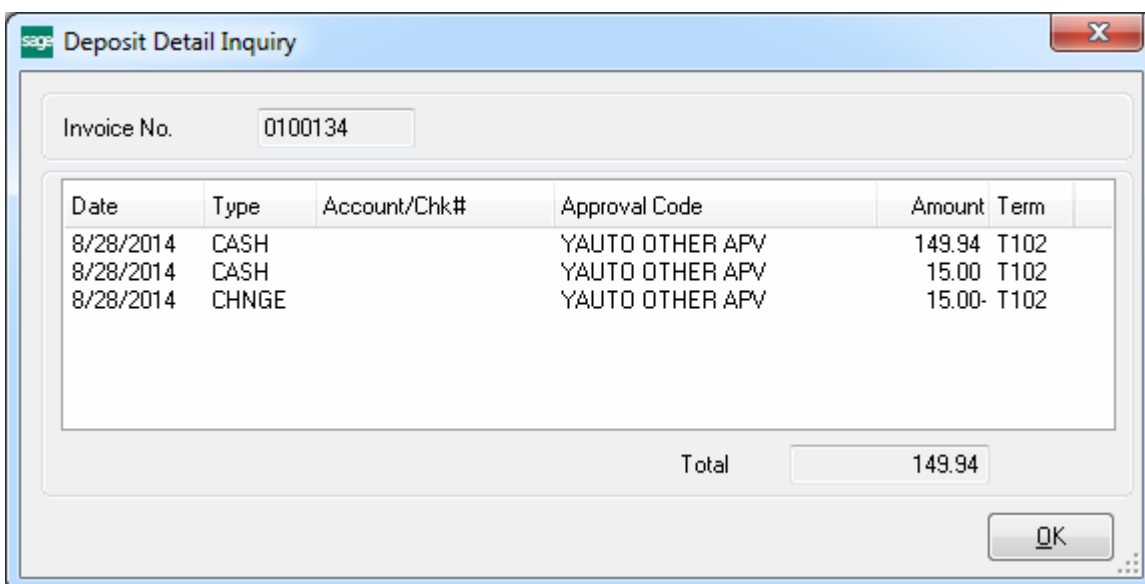 sage Deposit Detail Inquiry
Invoice No. 0100134
Date Type Account/Chk# Approval Code Amount Term
8/28/2014 CASH YAUTO OTHER APV 149.94 T102
8/28/2014 CASH YAUTO OTHER APV 15.00 T102
8/28/2014 CHNGE YAUTO OTHER APV 15.00- T102
Total 149.94
OK